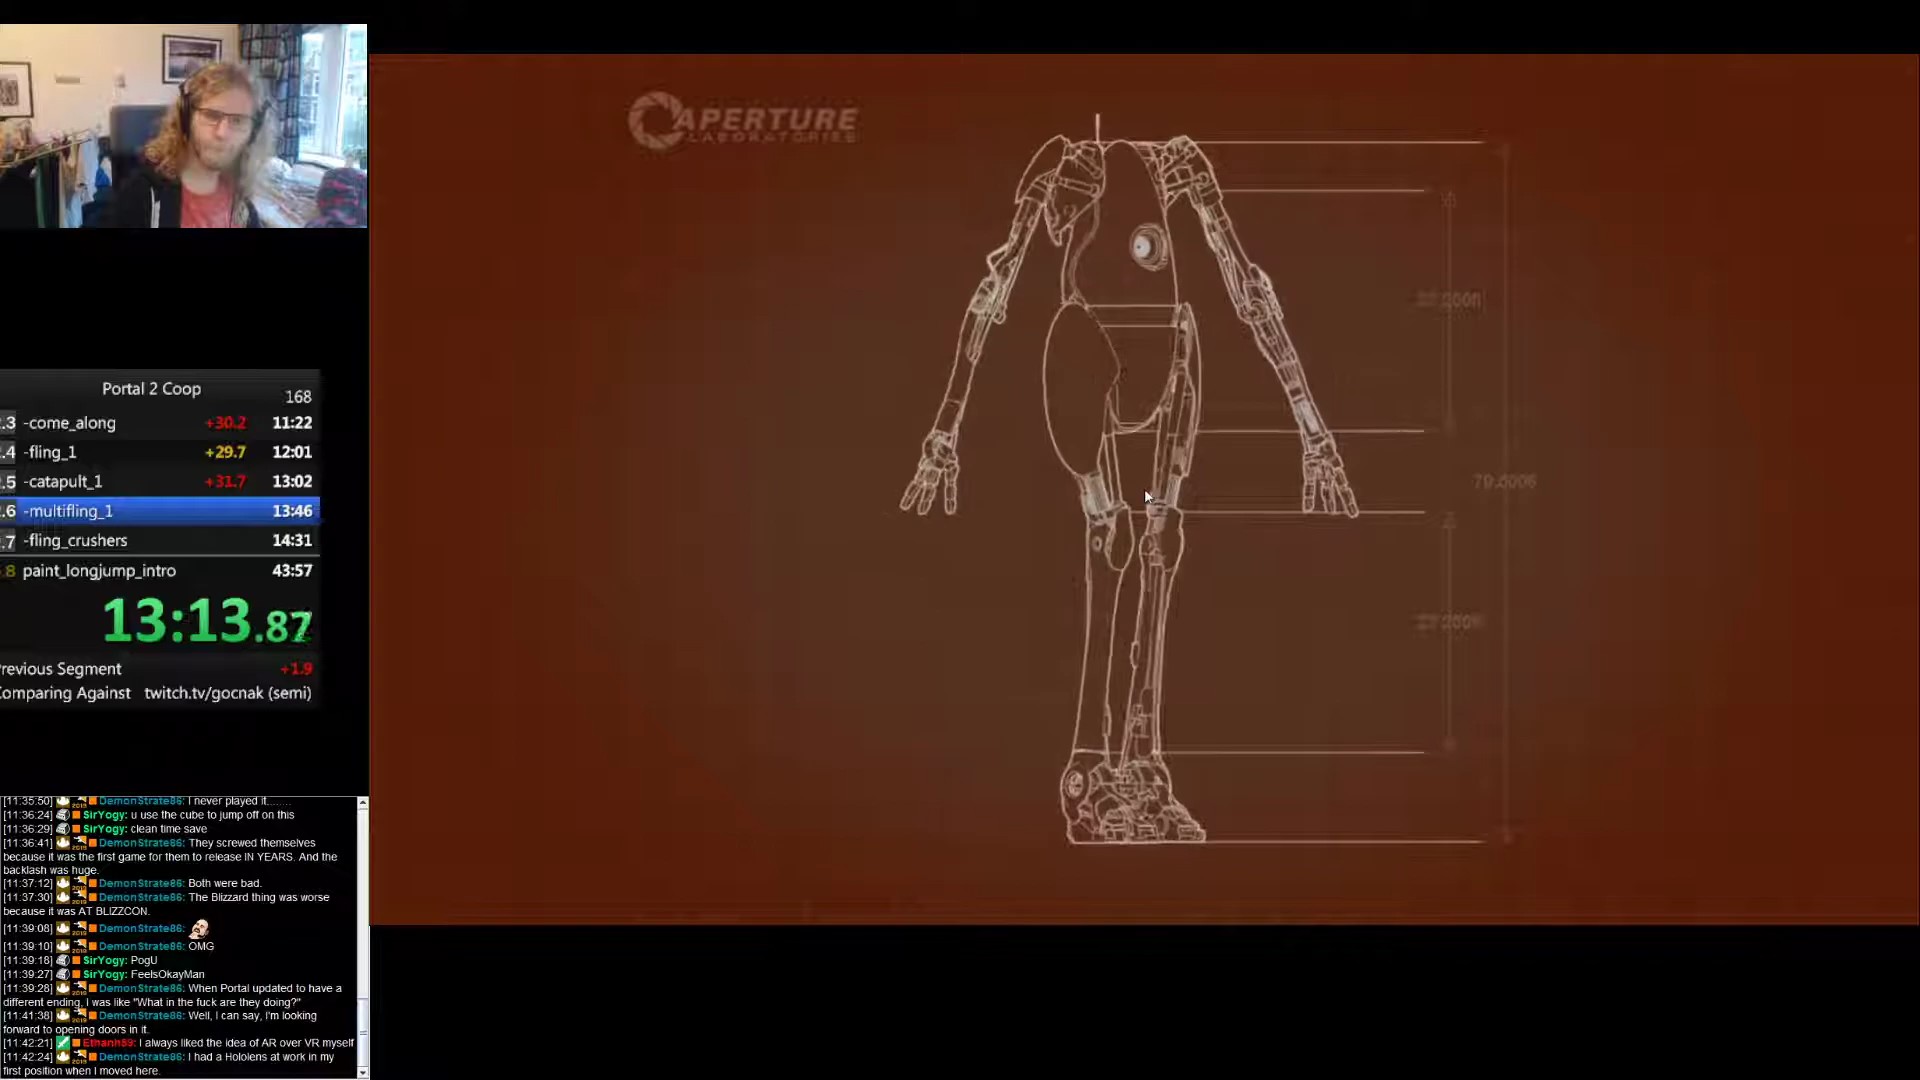 APERTURE
LABORATORIES
Portal 2 Coop
168
.3 -come_along +30.2 11:22
.4 -fling_1 +29.7 12:01
.5 -catapult_1 +31.7 13:02
.6 -multifling_1 13:46
.7 -fling_crushers 14:31
.8 paint_longjump_intro 43:57
13:13.87
Previous Segment +1.9
Comparing Against twitch.tv/gocnak (semi)
[11:35:50] DemonStrate86: I never played it........
[11:36:24] SirYogy: u use the cube to jump off on this
[11:36:29] SirYogy: clean time save
[11:36:41] DemonStrate86: They screwed themselves
because it was the first game for them to release IN YEARS. And the
backlash was huge.
[11:37:12] DemonStrate86: Both were bad.
[11:37:30] DemonStrate86: The Blizzard thing was worse
because it was AT BLIZZCON.
[11:39:08] DemonStrate86:
[11:39:10] DemonStrate86: OMG
[11:39:18] SirYogy: PogU
[11:39:27] SirYogy: FeelsOkayMan
[11:39:28] DemonStrate86: When Portal updated to have a
different ending, I was like "What in the fuck are they doing?"
[11:41:38] DemonStrate86: Well, I can say, I'm looking
forward to opening doors in it.
[11:42:21] Ethanh59: I always liked the idea of AR over VR myself
[11:42:24] DemonStrate86: I had a Hololens at work in my
first position when I moved here.